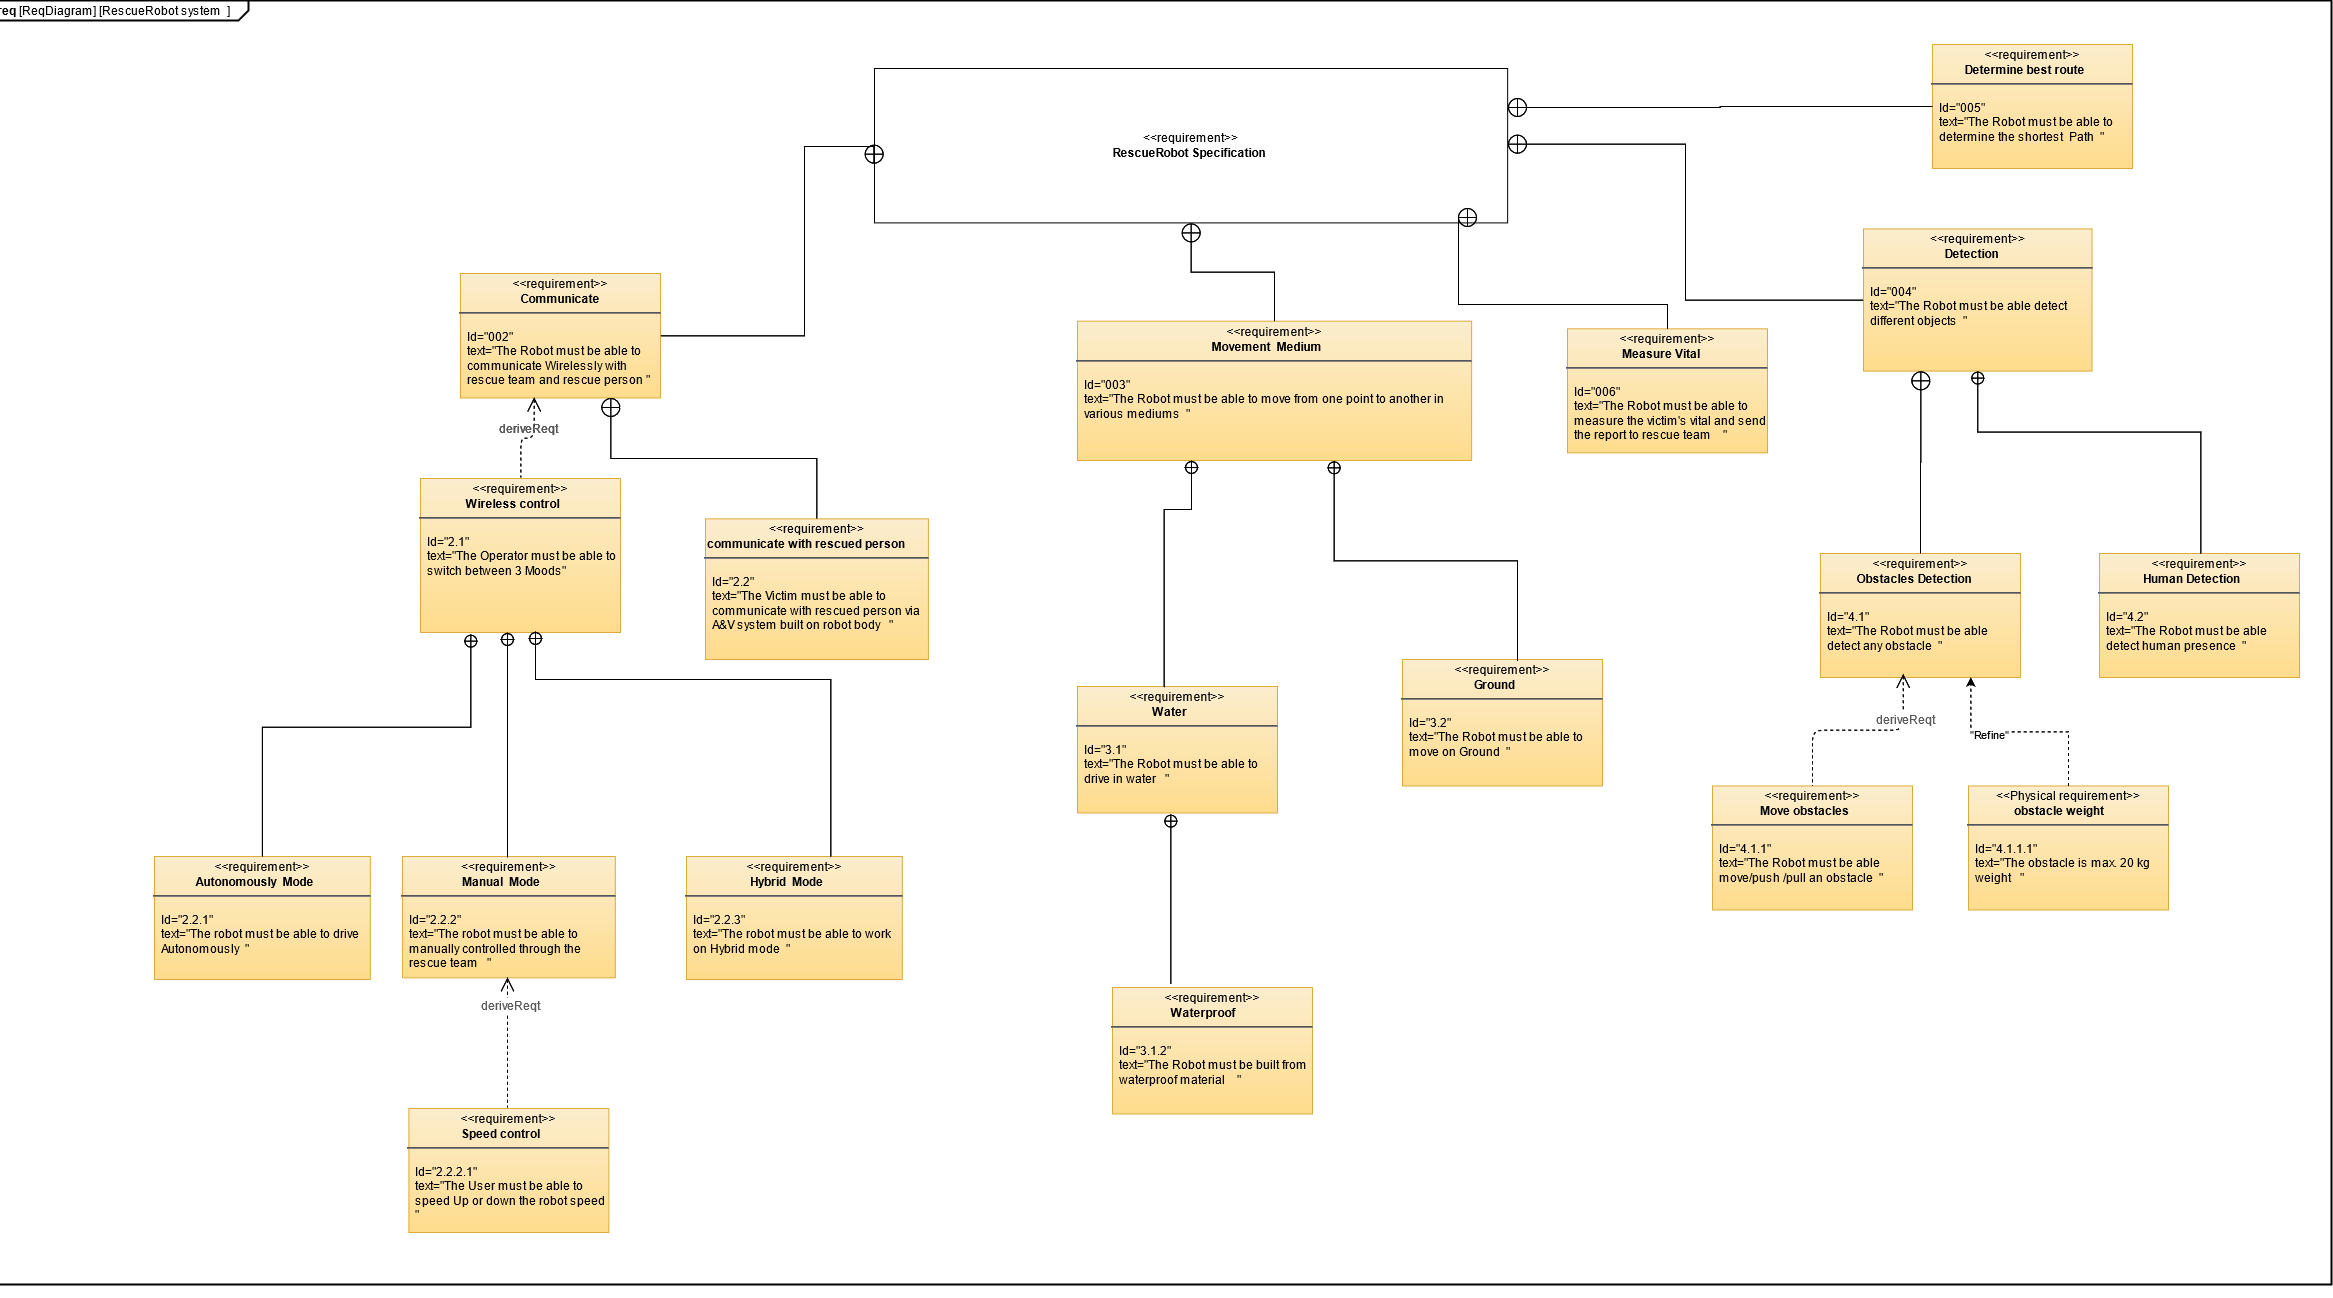 req [ReqDiagram] [RescueRobot system ]
<<requirement>>
RescueRobot Specification
<<requirement>>
Determine best route
Id="005"
text="The Robot must be able to
determine the shortest Path "
<<requirement>>
Detection
Id="004"
text="The Robot must be able detect
different objects "
<<requirement>>
Communicate
Id="002"
text="The Robot must be able to
communicate Wirelessly with
rescue team and rescue person "
<<requirement>>
Movement Medium
Id="003"
text="The Robot must be able to move from one point to another in
various mediums "
<<requirement>>
Measure Vital
Id="006"
text="The Robot must be able to
measure the victim's vital and send
the report to rescue team "
deriveReqt
<<requirement>>
Wireless control
Id="2.1"
text="The Operator must be able to
switch between 3 Moods"
<<requirement>>
communicate with rescued person
Id="2.2"
text="The Victim must be able to
communicate with rescued person via
A&V system built on robot body "
<<requirement>>
Obstacles Detection
Id="4.1"
text="The Robot must be able
detect any obstacle "
<<requirement>>
Human Detection
Id="4.2"
text="The Robot must be able
detect human presence "
<<requirement>>
Water
Id="3.1"
text="The Robot must be able to
drive in water "
<<requirement>>
Ground
Id="3.2"
text="The Robot must be able to
move on Ground "
deriveReqt
"Refine"
<<requirement>>
Move obstacles
Id="4.1.1"
text="The Robot must be able
move/push /pull an obstacle "
<<Physical requirement>>
obstacle weight
Id="4.1.1.1"
text="The obstacle is max. 20 kg
weight "
<<requirement>>
Autonomously Mode
Id="2.2.1"
text="The robot must be able to drive
Autonomously "
<<requirement>>
Manual Mode
Id="2.2.2"
text="The robot must be able to
manually controlled through the
rescue team "
<<requirement>>
Hybrid Mode
Id="2.2.3"
text="The robot must be able to work
on Hybrid mode "
deriveReqt
<<requirement>>
Waterproof
Id="3.1.2"
text="The Robot must be built from
waterproof material "
<<requirement>>
Speed control
Id="2.2.2.1"
text="The User must be able to
speed Up or down the robot speed
"